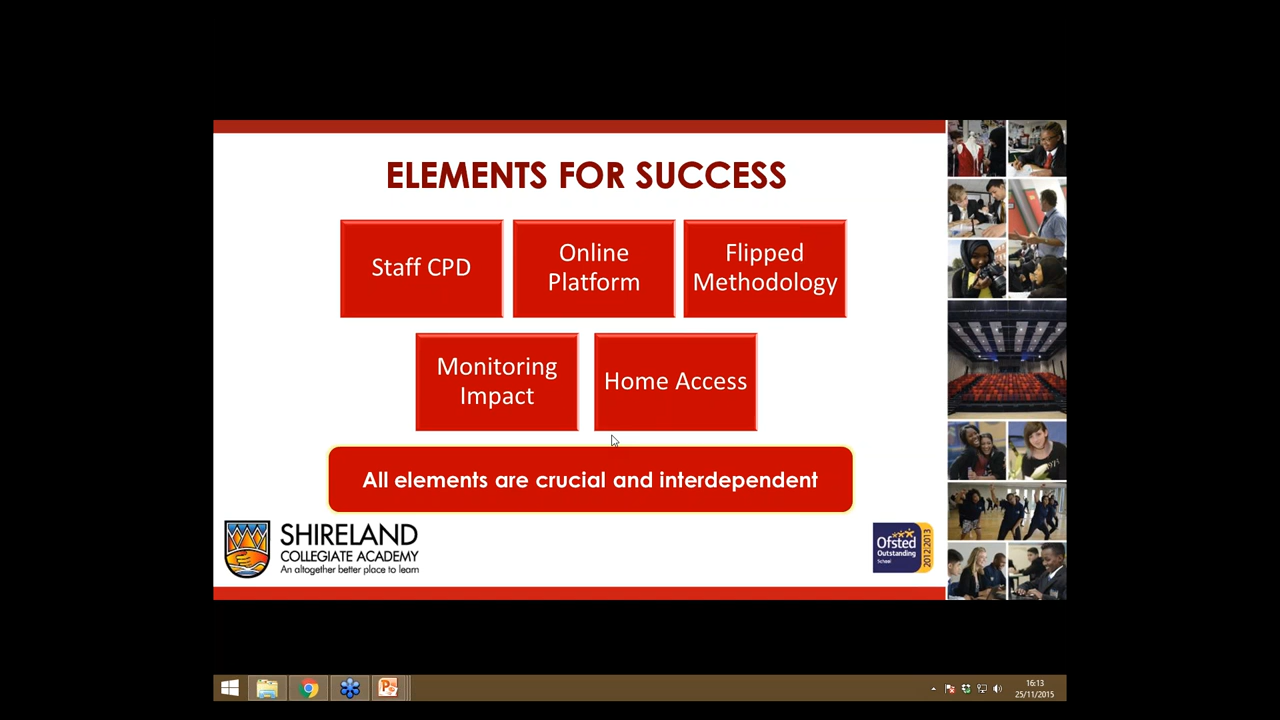 ELEMENTS FOR SUCCESS
Staff CPD
Online
Platform
Flipped
Methodology
Monitoring
Impact
Home Access
All elements are crucial and interdependent
SHIRELAND
COLLEGIATE ACADEMY
An altogether better place to learn
Ofsted
Outstanding
School
2012|2013
16:13
25/11/2015